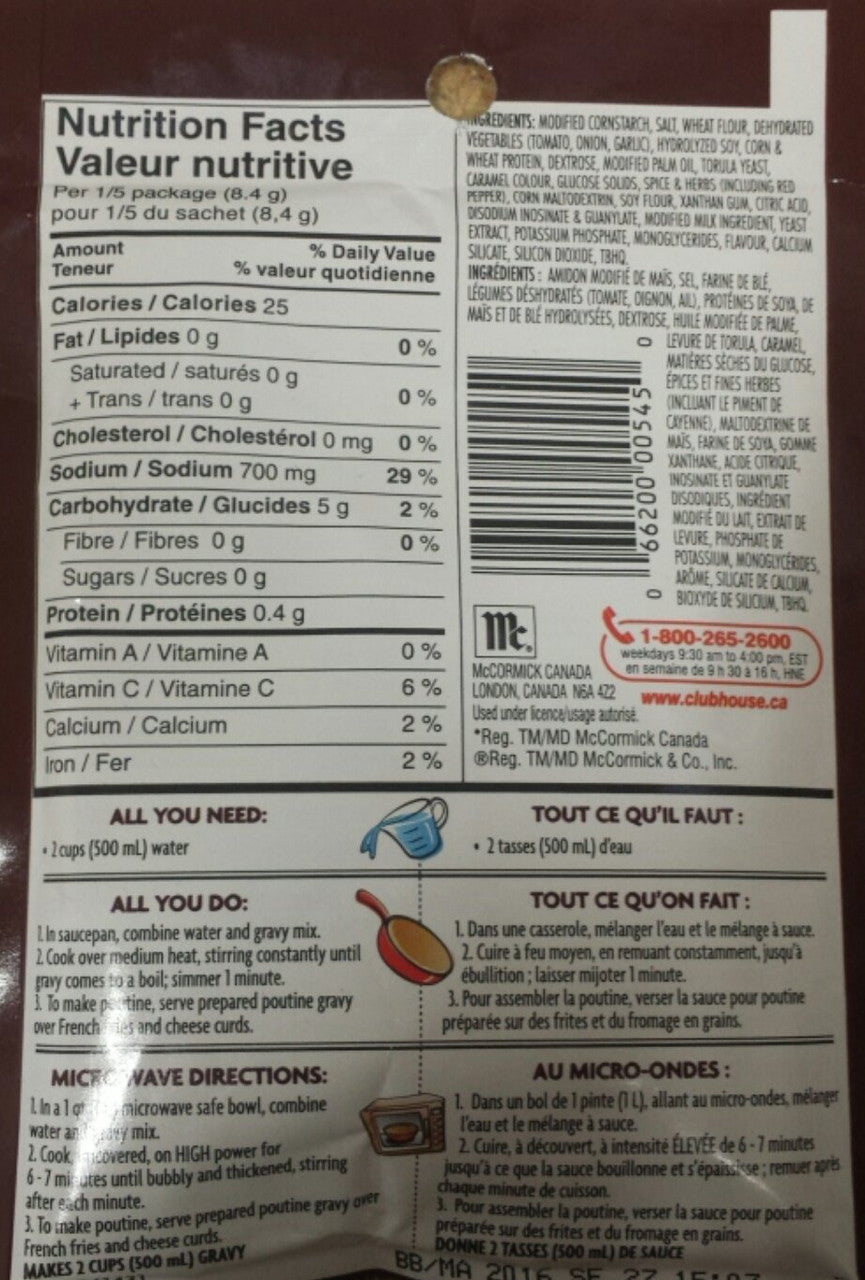 Nutrition Facts
Valeur nutritive
Per 1/5 package (8.4 g)
pour 1/5 du sachet (8,4 g)
Amount % Daily Value
Teneur % valeur quotidienne
Calories / Calories 25
Fat / Lipides 0 g 0 %
Saturated / saturés 0 g
+ Trans / trans 0 g 0 %
Cholesterol / Cholestérol 0 mg 0 %
Sodium / Sodium 700 mg 29 %
Carbohydrate / Glucides 5 g 2 %
Fibre / Fibres 0 g 0 %
Sugars / Sucres 0 g
Protein / Protéines 0.4 g
Vitamin A / Vitamine A 0 %
Vitamin C / Vitamine C 6 %
Calcium / Calcium 2 %
Iron / Fer 2 %
INGREDIENTS: MODIFIED CORNSTARCH, SALT, WHEAT FLOUR, DEHYDRATED
VEGETABLES (TOMATO, ONION, GARLIC), HYDROLYZED SOY, CORN &
WHEAT PROTEIN, DEXTROSE, MODIFIED PALM OIL, TORULA YEAST,
CARAMEL COLOUR, GLUCOSE SOLIDS, SPICE & HERBS (INCLUDING RED
PEPPER), CORN MALTODEXTRIN, SOY FLOUR, XANTHAN GUM, CITRIC ACID,
DISODIUM INOSINATE & GUANYLATE, MODIFIED MILK INGREDIENT, YEAST
EXTRACT, POTASSIUM PHOSPHATE, MONOGLYCERIDES, FLAVOUR, CALCIUM
SILICATE, SILICON DIOXIDE, TBHQ.
INGRÉDIENTS : AMIDON MODIFIÉ DE MAÏS, SEL, FARINE DE BLÉ,
LÉGUMES DÉSHYDRATÉS (TOMATE, OIGNON, AIL), PROTÉINES DE SOYA, DE
MAÏS ET DE BLÉ HYDROLYSÉES, DEXTROSE, HUILE MODIFIÉE DE PALME,
LEVURE DE TORULA, CARAMEL,
MATIÈRES SÈCHES DU GLUCOSE,
ÉPICES ET FINES HERBES
(INCLUANT LE PIMENT DE
CAYENNE), MALTODEXTRINE DE
MAÏS, FARINE DE SOYA, GOMME
XANTHANE, ACIDE CITRIQUE,
INOSINATE ET GUANYLATE
DISODIQUES, INGRÉDIENT
MODIFIÉ DU LAIT, EXTRAIT DE
LEVURE, PHOSPHATE DE
POTASSIUM, MONOGLYCÉRIDES,
ARÔME, SILICATE DE CALCIUM,
BIOXYDE DE SILICIUM, TBHQ.
0 66200 00545 0
Mc®
McCORMICK CANADA
LONDON, CANADA N6A 4Z2
Used under licence/usage autorisé.
*Reg. TM/MD McCormick Canada
®Reg. TM/MD McCormick & Co., Inc.
1-800-265-2600
weekdays 9:30 am to 4:00 pm, EST
en semaine de 9 h 30 à 16 h, HNE
www.clubhouse.ca
ALL YOU NEED:
• 2 cups (500 mL) water
TOUT CE QU'IL FAUT :
• 2 tasses (500 mL) d'eau
ALL YOU DO:
1. In saucepan, combine water and gravy mix.
2. Cook over medium heat, stirring constantly until
gravy comes to a boil; simmer 1 minute.
3. To make poutine, serve prepared poutine gravy
over French fries and cheese curds.
TOUT CE QU'ON FAIT :
1. Dans une casserole, mélanger l'eau et le mélange à sauce.
2. Cuire à feu moyen, en remuant constamment, jusqu'à
ébullition ; laisser mijoter 1 minute.
3. Pour assembler la poutine, verser la sauce pour poutine
préparée sur des frites et du fromage en grains.
MICROWAVE DIRECTIONS:
1. In a 1 microwave safe bowl, combine
water and gravy mix.
2. Cook, uncovered, on HIGH power for
6 - 7 minutes until bubbly and thickened, stirring
after each minute.
3. To make poutine, serve prepared poutine gravy over
French fries and cheese curds.
MAKES 2 CUPS (500 mL) GRAVY
AU MICRO-ONDES :
1. Dans un bol de 1 pinte (1 L), allant au micro-ondes, mélanger
l'eau et le mélange à sauce.
2. Cuire, à découvert, à intensité ÉLEVÉE de 6 - 7 minutes
jusqu'à ce que la sauce bouillonne et s'épaississe ; remuer après
chaque minute de cuisson.
3. Pour assembler la poutine, verser la sauce pour poutine
préparée sur des frites et du fromage en grains.
DONNE 2 TASSES (500 mL) DE SAUCE
BB/MA 2016 SE 27